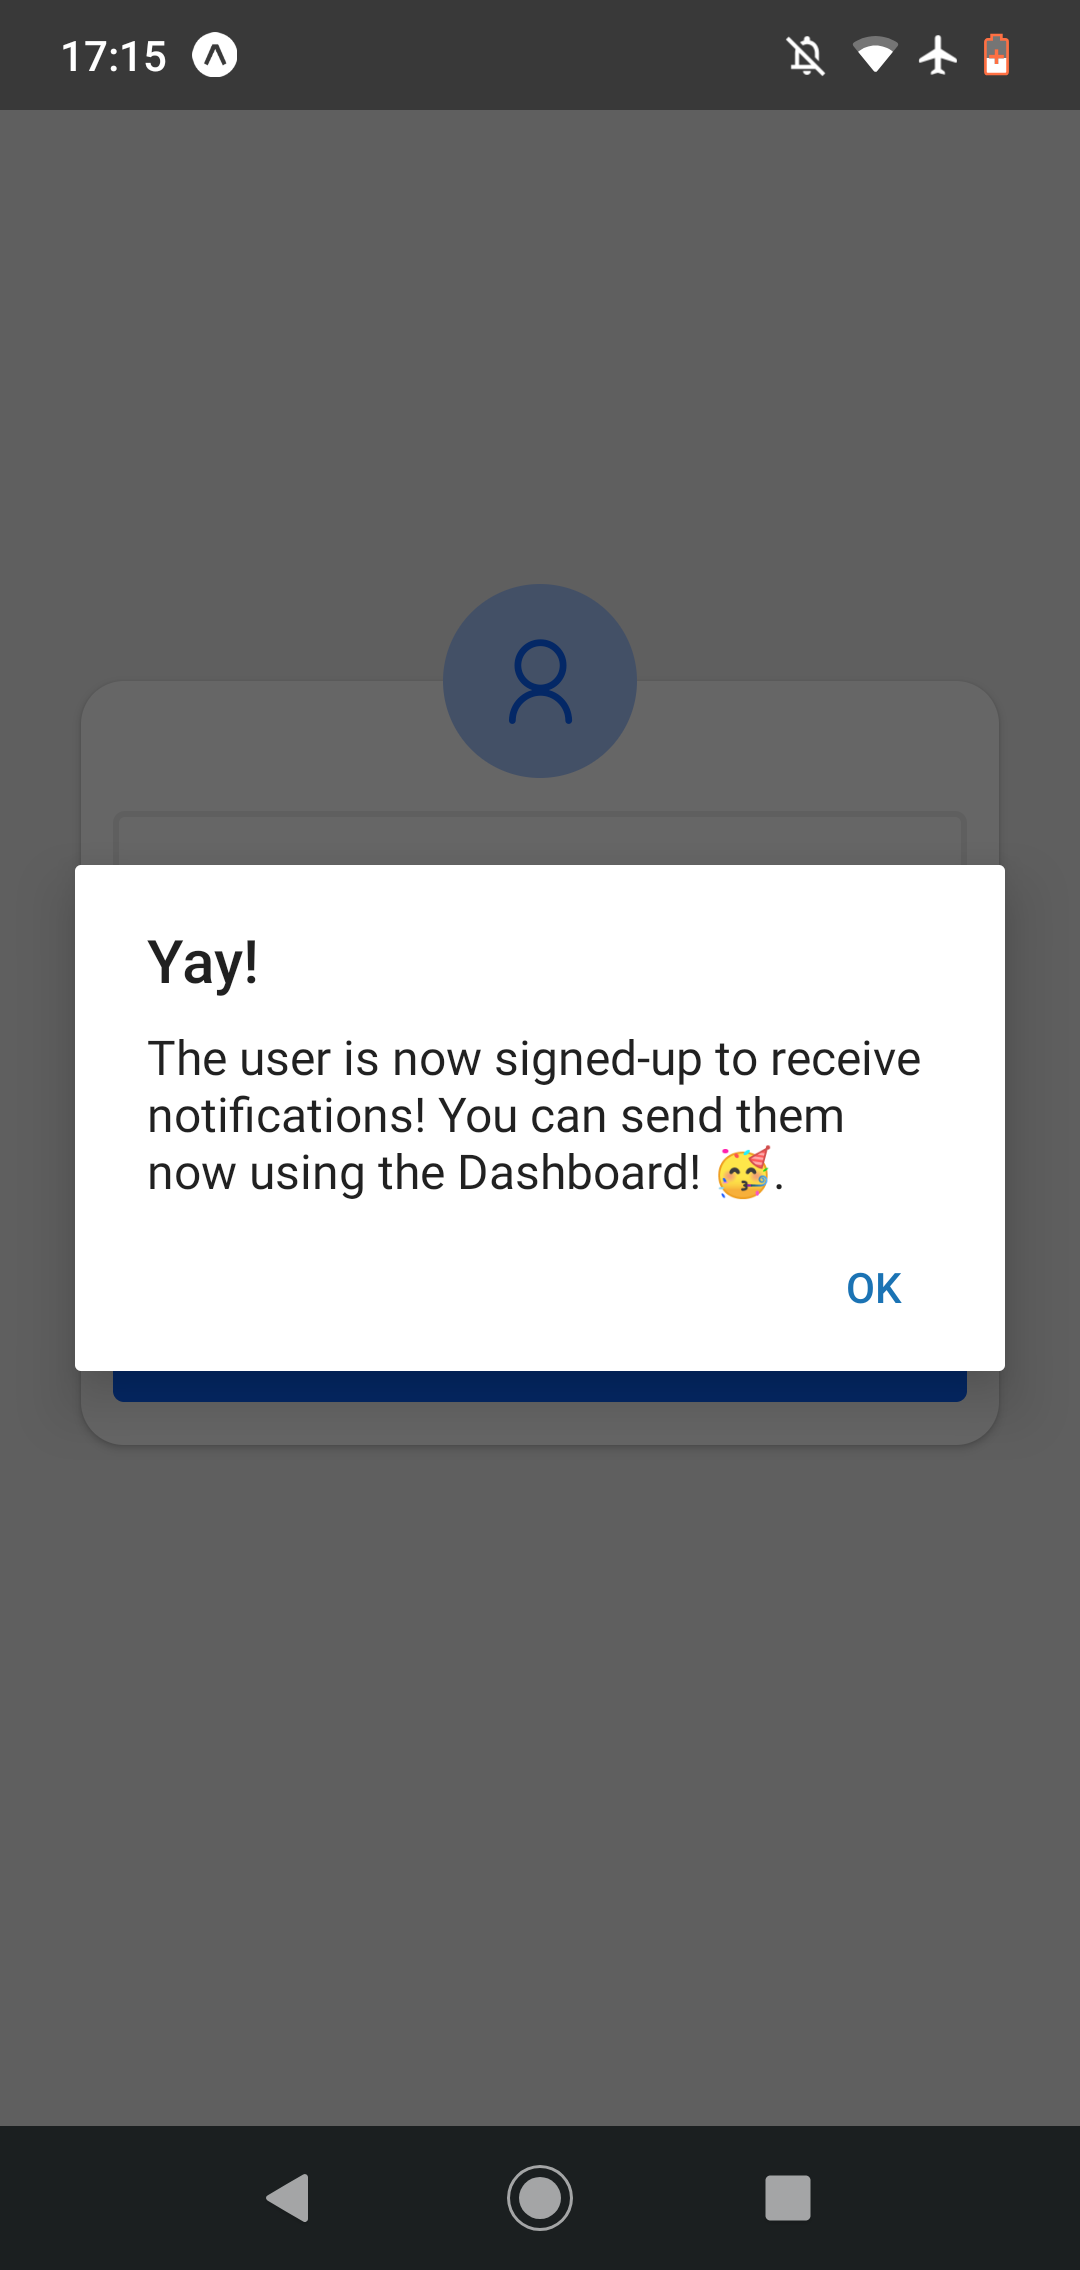 17:15
Yay!
The user is now signed-up to receive
notifications! You can send them
now using the Dashboard! 🥳.
OK